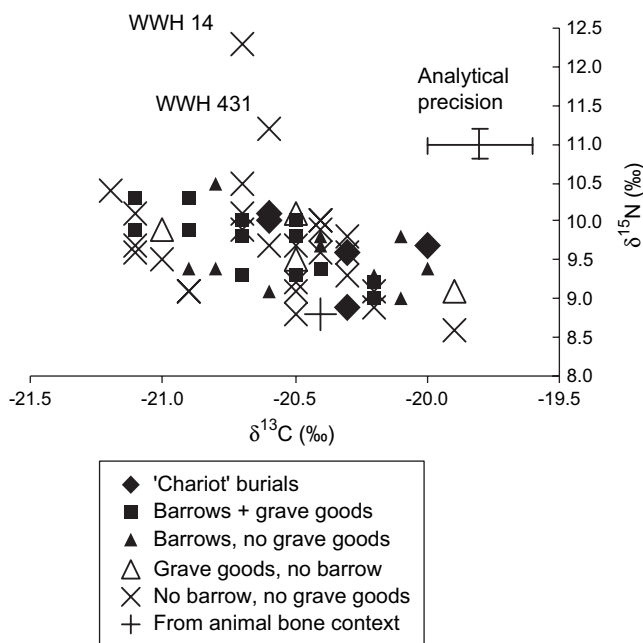 WWH 14
WWH 431
Analytical
precision
12.5
12.0
11.5
11.0
10.5
10.0
9.5
9.0
8.5
8.0
δ15N (‰)
-21.5 -21.0 -20.5 -20.0 -19.5
δ13C (‰)
'Chariot' burials
Barrows + grave goods
Barrows, no grave goods
Grave goods, no barrow
No barrow, no grave goods
From animal bone context